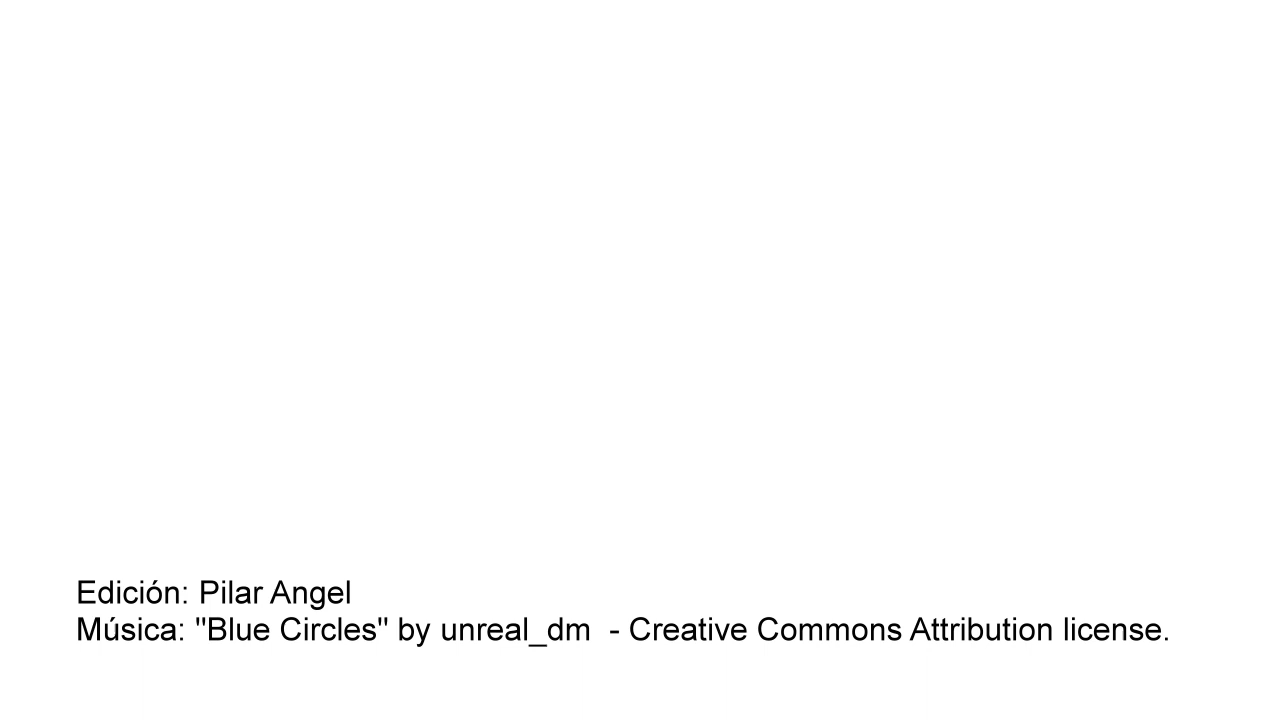 Edición: Pilar Angel
Música: "Blue Circles" by unreal_dm  - Creative Commons Attribution license.